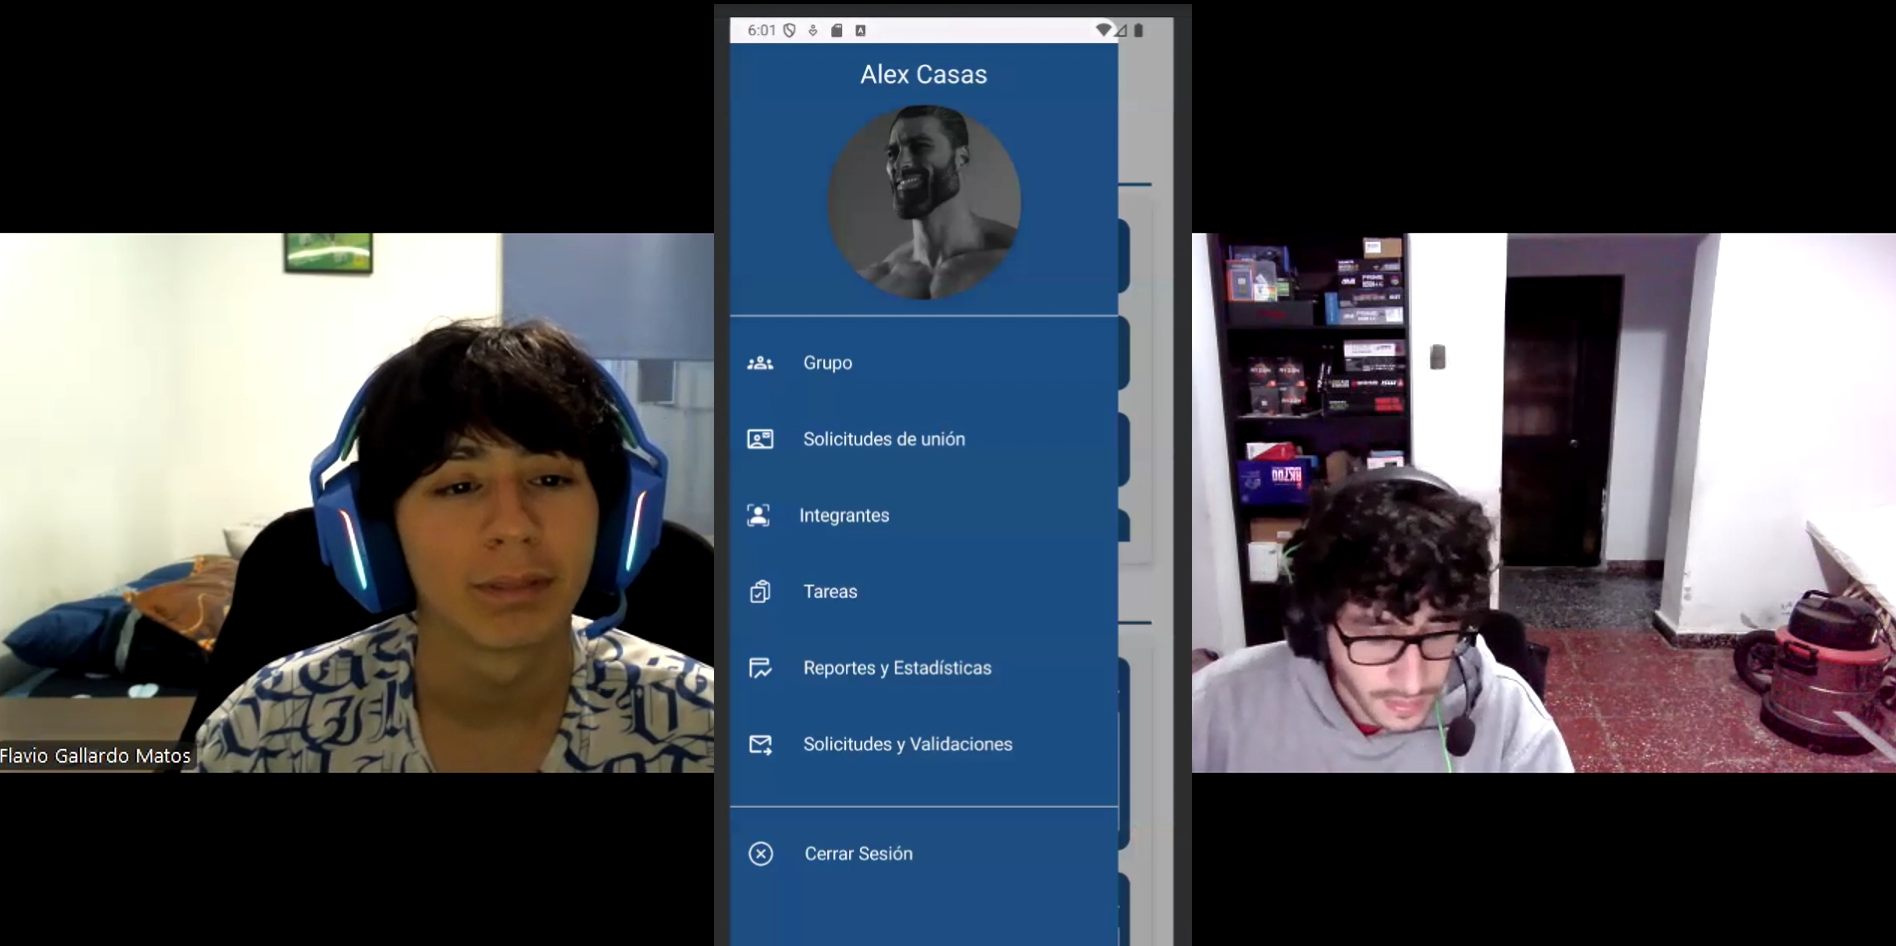 6:01
Alex Casas
Grupo
Solicitudes de unión
Integrantes
Tareas
Reportes y Estadísticas
Solicitudes y Validaciones
Cerrar Sesión
Flavio Gallardo Matos